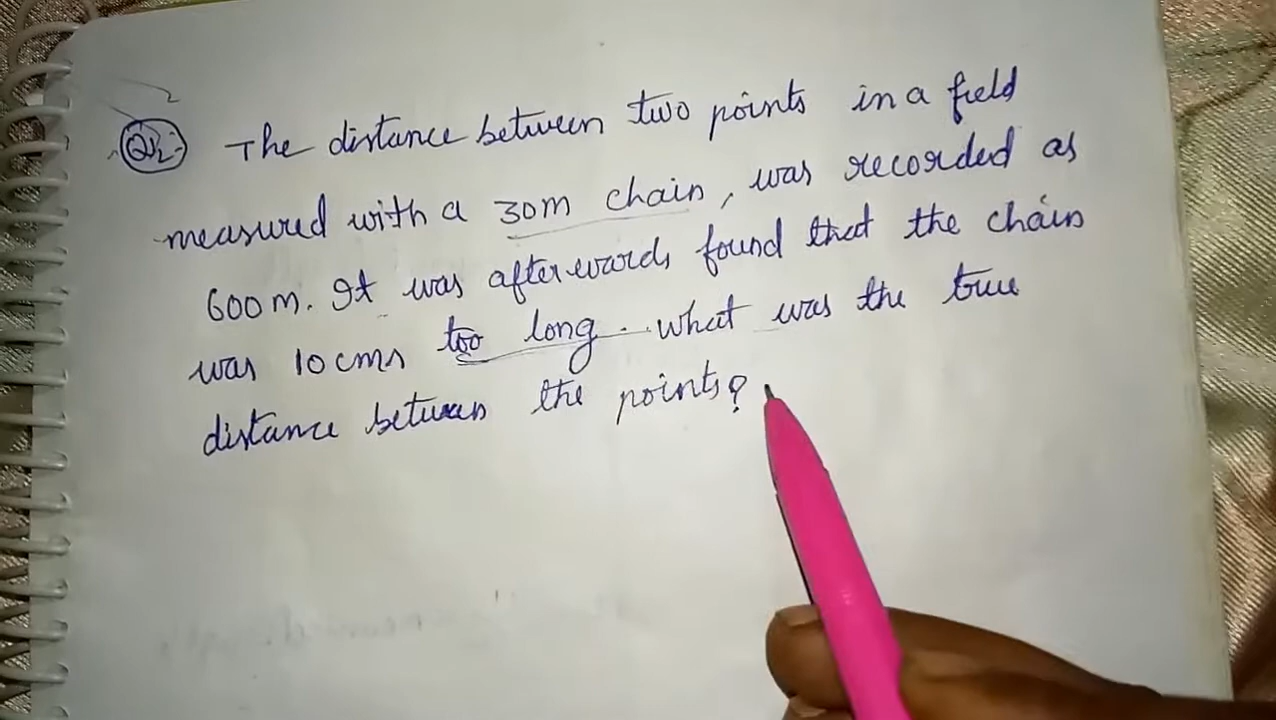 Q2. The distance between two points in a field
measured with a 30m chain, was recorded as
600 m. It was afterwards found that the chain
was 10cms too long. what was the true
distance between the points?